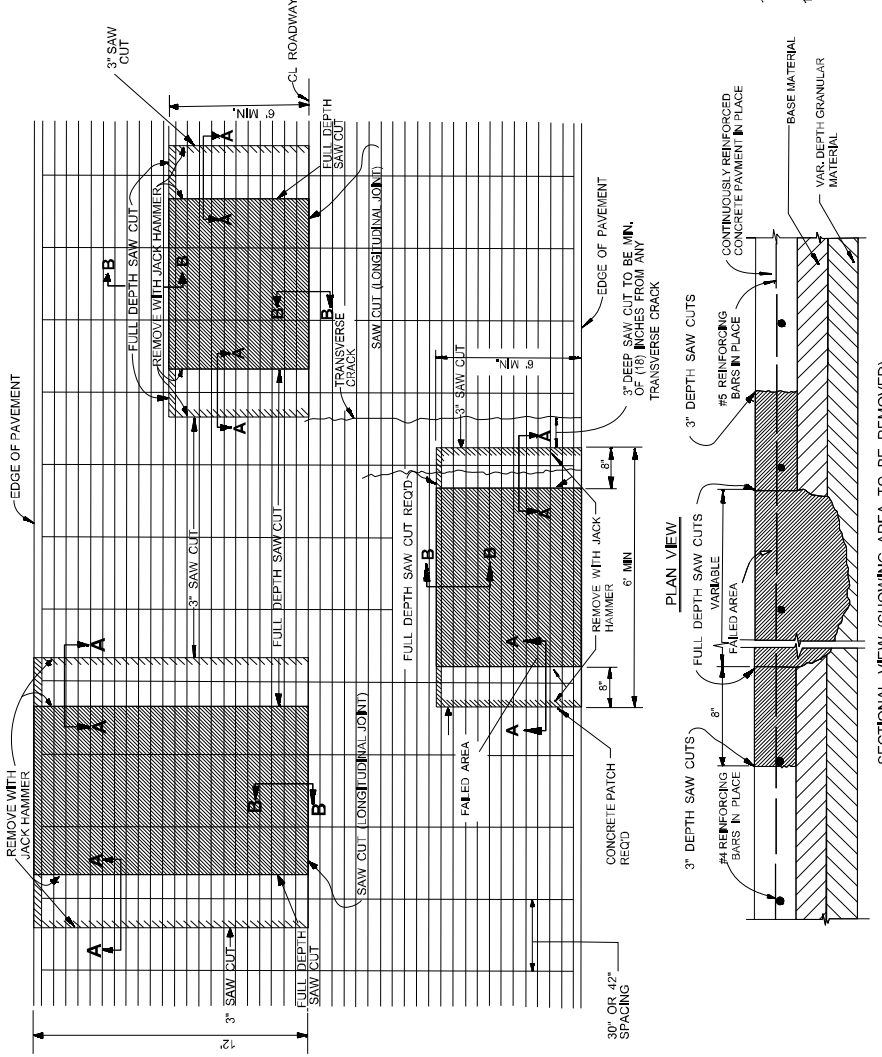 EDGE OF PAVEMENT
REMOVE WITH
JACK HAMMER
A
A
A
A
12'
3" SAW CUT
FULL DEPTH
SAW CUT
B
B
SAW CUT (LONGITUDINAL JOINT)
3" SAW CUT
FULL DEPTH SAW CUT
3" SAW
CUT
CL ROADWAY
B
B
FULL DEPTH SAW CUT
REMOVE WITH JACK HAMMER
A
A
A
A
6' MIN.
FULL DEPTH
SAW CUT
B
B
TRANSVERSE
CRACK
SAW CUT (LONGITUDINAL JOINT)
EDGE OF PAVEMENT
3" DEEP SAW CUT TO BE MIN.
OF (18) INCHES FROM ANY
TRANSVERSE CRACK
6' MIN.
3" SAW CUT
FULL DEPTH SAW CUT REQ'D
B
B
A
A
A
A
8"
8"
6' MIN
REMOVE WITH JACK
HAMMER
FAILED AREA
CONCRETE PATCH
REQ'D
30" OR 42"
SPACING
PLAN VIEW
3" DEPTH SAW CUTS
#4 REINFORCING
BARS IN PLACE
8"
FULL DEPTH SAW CUTS
VARIABLE
FAILED AREA
3" DEPTH SAW CUTS
#5 REINFORCING
BARS IN PLACE
CONTINUOUSLY REINFORCED
CONCRETE PAVMENT IN PLACE
BASE MATERIAL
VAR. DEPTH GRANULAR
MATERIAL
SECTIONAL VIEW (SHOWING AREA TO BE REMOVED)